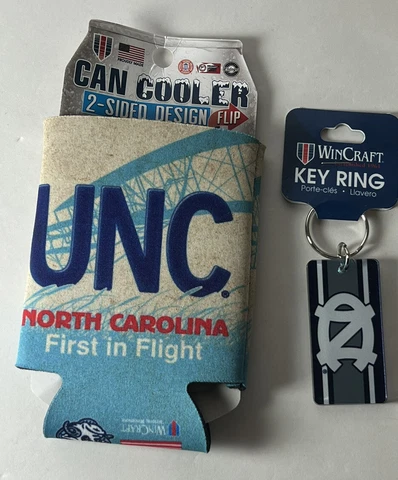 CAN COOLER
2-SIDED DESIGN FLIP
UNC
NORTH CAROLINA
First in Flight
WINCRAFT
WINCRAFT
KEY RING
Porte-clés • Llavero
NC